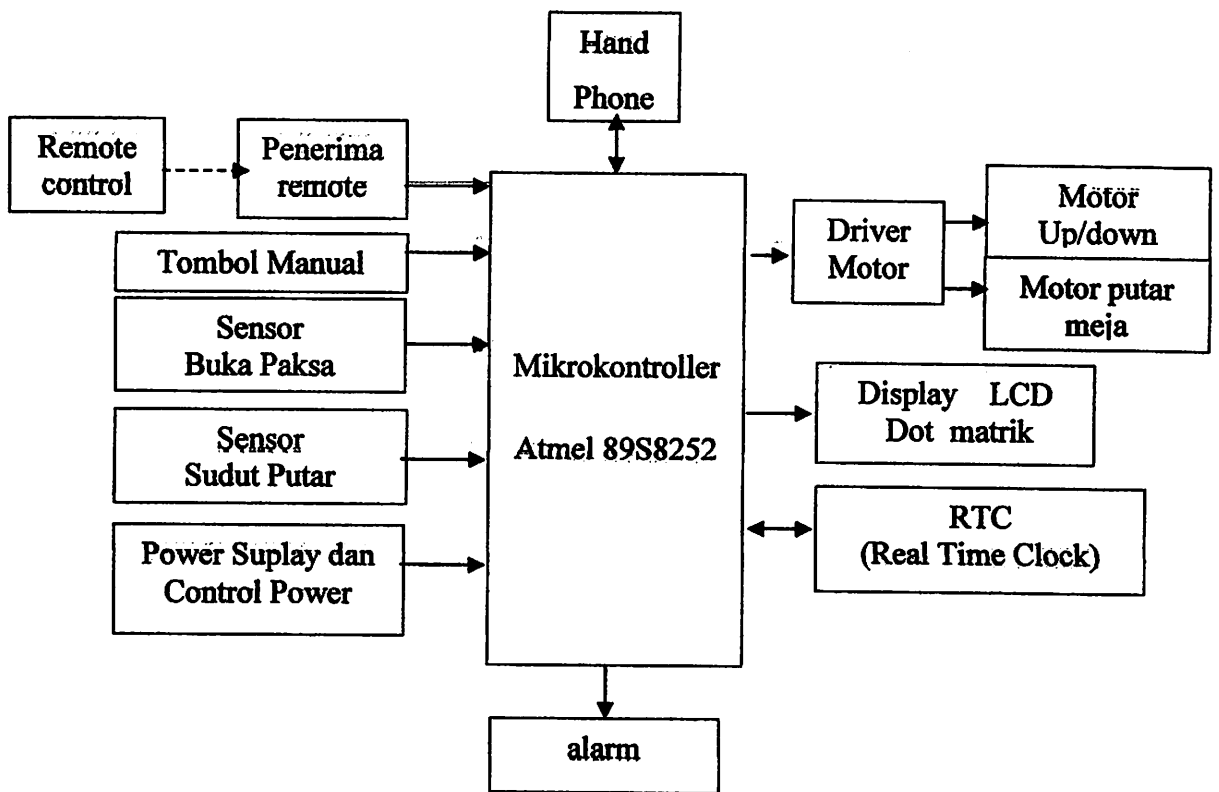 Hand
Phone
Remote
control
Penerima
remote
Tombol Manual
Sensor
Buka Paksa
Sensor
Sudut Putar
Power Suplay dan
Control Power
Mikrokontroller
Atmel 89S8252
Driver
Motor
Motor
Up/down
Motor putar
meja
Display LCD
Dot matrik
RTC
(Real Time Clock)
alarm